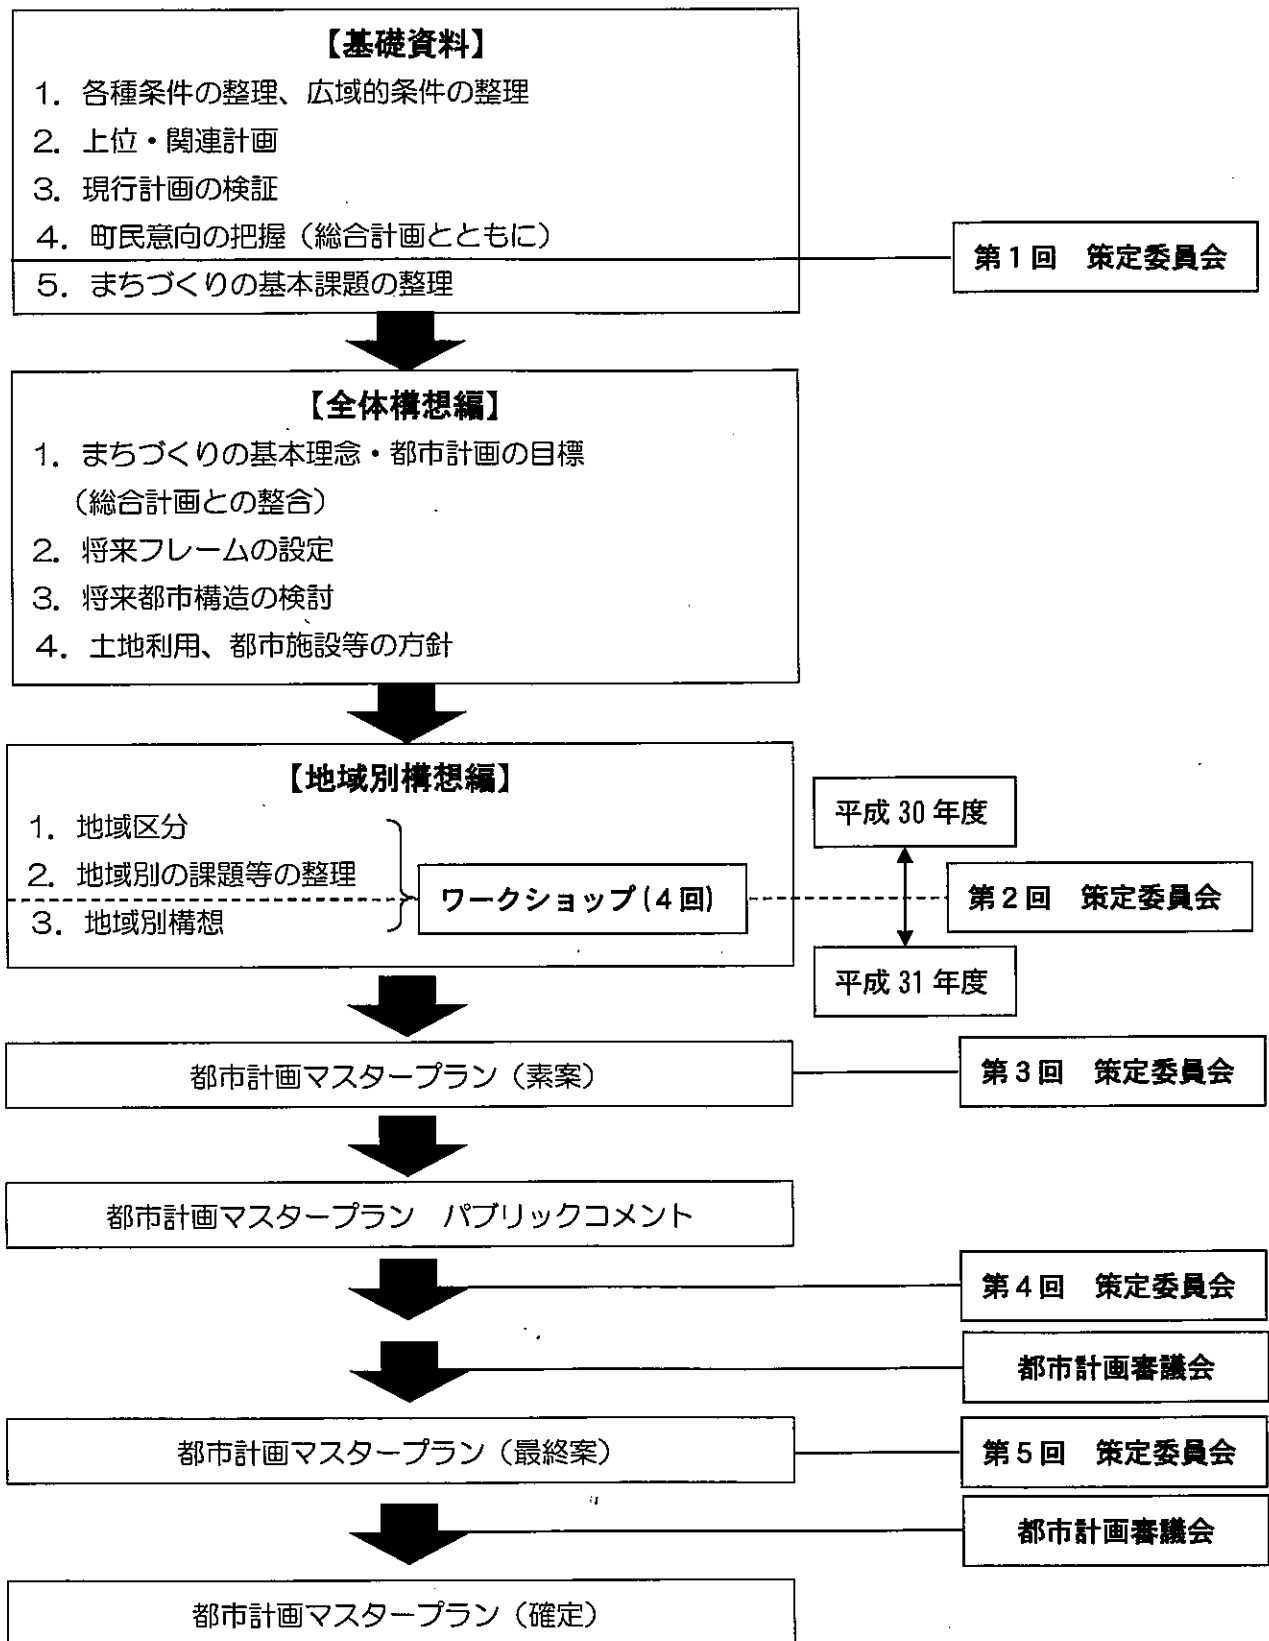 【基礎資料】
1. 各種条件の整理、広域的条件の整理
2. 上位・関連計画
3. 現行計画の検証
4. 町民意向の把握（総合計画とともに）
第1回　策定委員会
5. まちづくりの基本課題の整理
【全体構想編】
1. まちづくりの基本理念・都市計画の目標
（総合計画との整合）
2. 将来フレームの設定
3. 将来都市構造の検討
4. 土地利用、都市施設等の方針
【地域別構想編】
1. 地域区分
2. 地域別の課題等の整理
3. 地域別構想
ワークショップ(4回)
平成30年度
第2回　策定委員会
平成31年度
都市計画マスタープラン（素案）
第3回　策定委員会
都市計画マスタープラン　パブリックコメント
第4回　策定委員会
都市計画審議会
都市計画マスタープラン（最終案）
第5回　策定委員会
都市計画審議会
都市計画マスタープラン（確定）